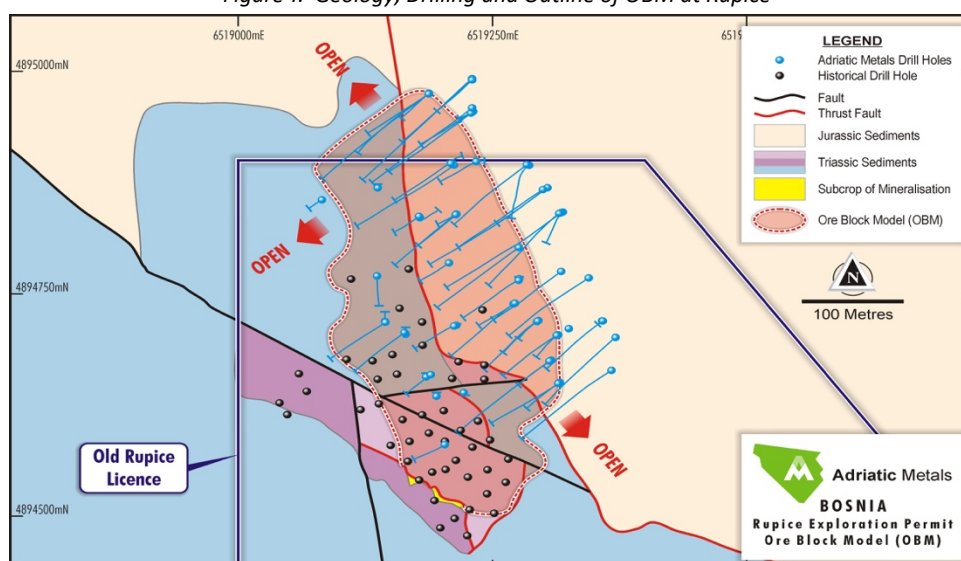 Figure 4: Geology, Drilling and Outline of OBM at Rupice
6519000mE
6519250mE
4895000mN
4894750mN
4894500mN
OPEN
OPEN
OPEN
Old Rupice
Licence
LEGEND
Adriatic Metals Drill Holes
Historical Drill Hole
Fault
Thrust Fault
Jurassic Sediments
Triassic Sediments
Subcrop of Mineralisation
Ore Block Model (OBM)
N
100 Metres
Adriatic Metals
BOSNIA
Rupice Exploration Permit
Ore Block Model (OBM)